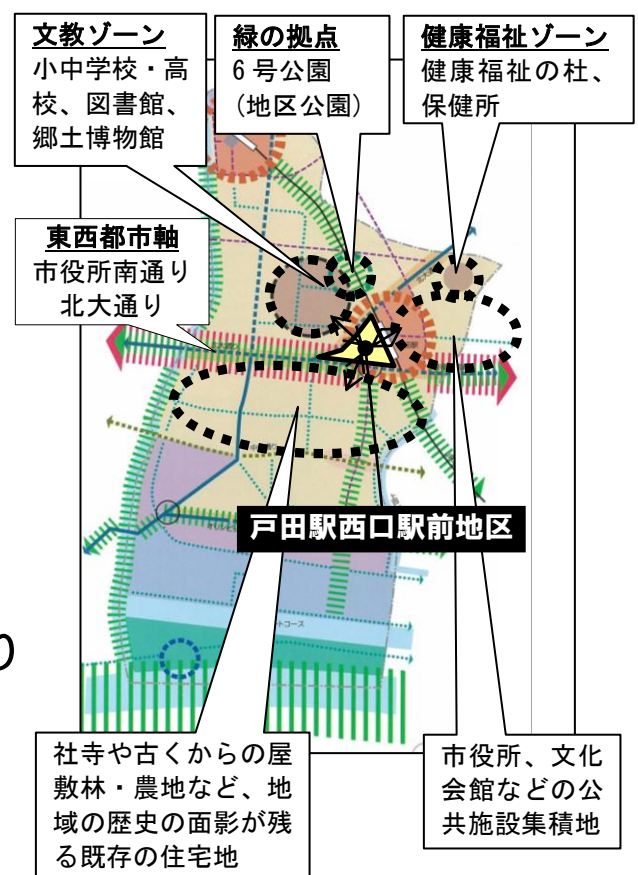 文教ゾーン
小中学校・高
校、図書館、
郷土博物館
緑の拠点
6号公園
(地区公園)
健康福祉ゾーン
健康福祉の杜、
保健所
東西都市軸
市役所南通り
北大通り
戸田駅西口駅前地区
トコース
り
社寺や古くからの屋
敷林・農地など、地
域の歴史の面影が残
る既存の住宅地
市役所、文化
会館などの公
共施設集積地